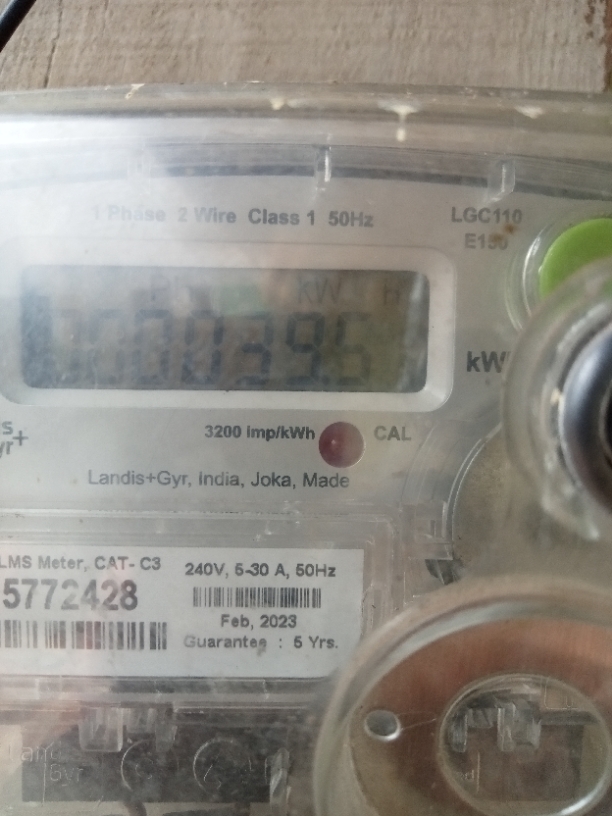 1 Phase 2 Wire Class 1 50Hz
LGC110
E150
kW
3200 imp/kWh
CAL
Landis+Gyr, India, Joka, Made
LMS Meter, CAT- C3
5772428
240V, 5-30 A, 50Hz
Feb, 2023
Guarantee : 5 Yrs.